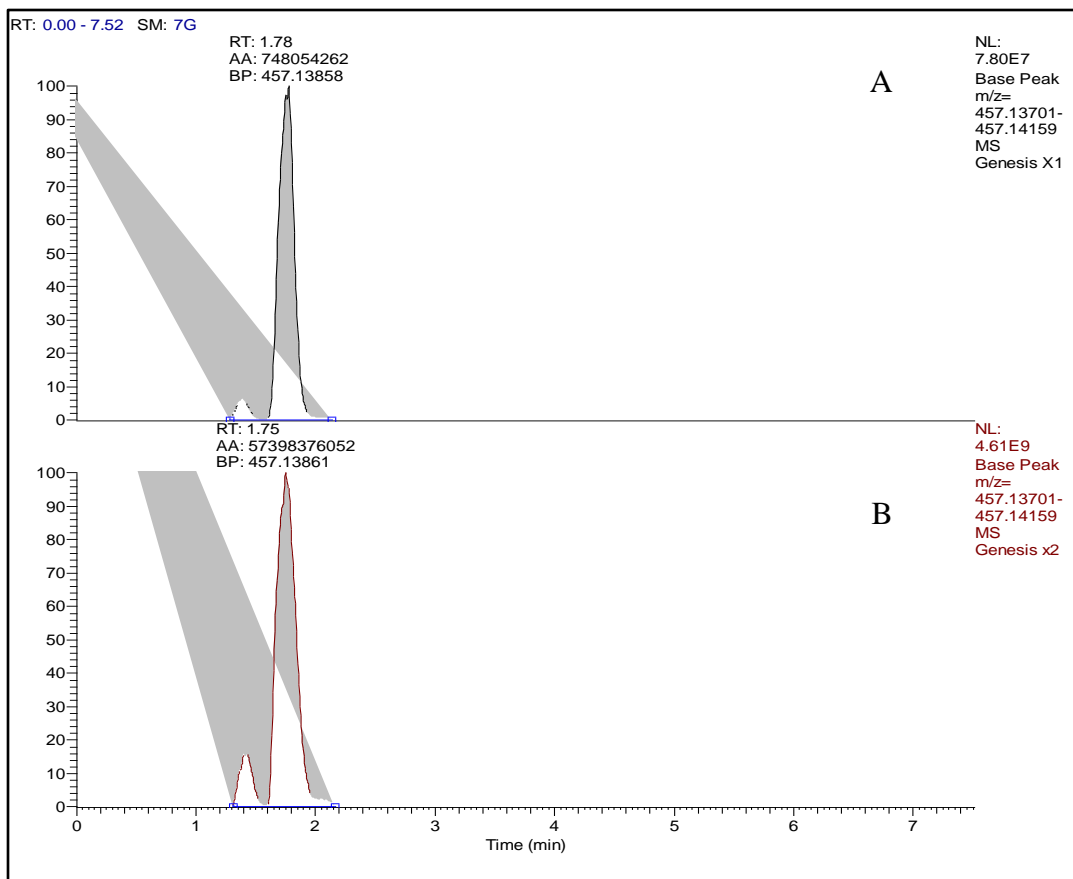 RT: 0.00 - 7.52 SM: 7G
RT: 1.78
AA: 748054262
BP: 457.13858
NL:
7.80E7
Base Peak
m/z=
457.13701-
457.14159
MS
Genesis X1
A
100
90
80
70
60
50
40
30
20
10
0
RT: 1.75
AA: 57398376052
BP: 457.13861
NL:
4.61E9
Base Peak
m/z=
457.13701-
457.14159
MS
Genesis x2
B
100
90
80
70
60
50
40
30
20
10
0
0 1 2 3 4 5 6 7
Time (min)